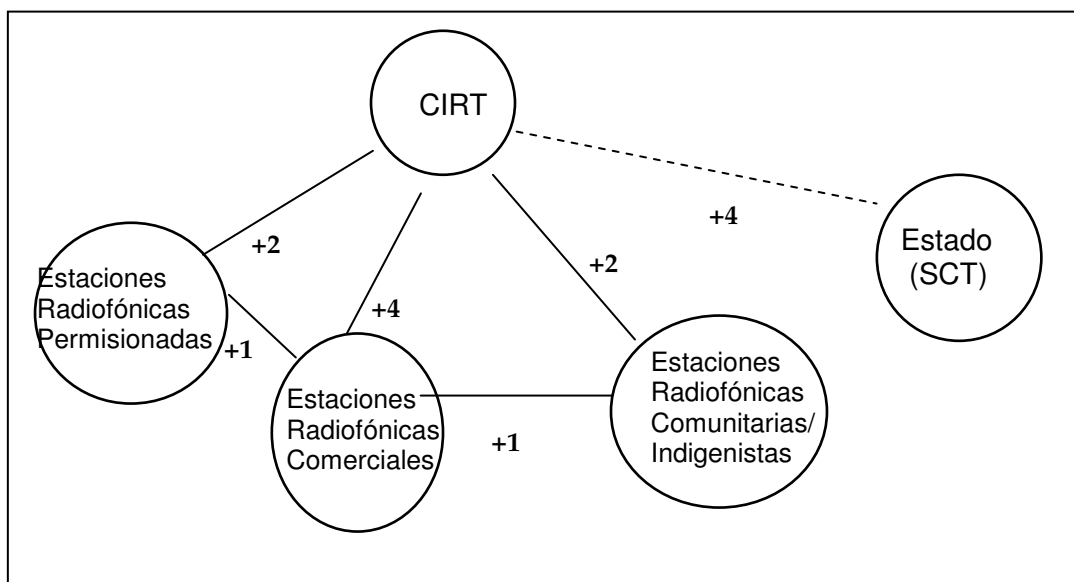 CIRT
+4
Estado
(SCT)
+2
+2
Estaciones
Radiofónicas
Permisionadas
+4
+1
Estaciones
Radiofónicas
Comunitarias/
Indigenistas
Estaciones
Radiofónicas
Comerciales
+1